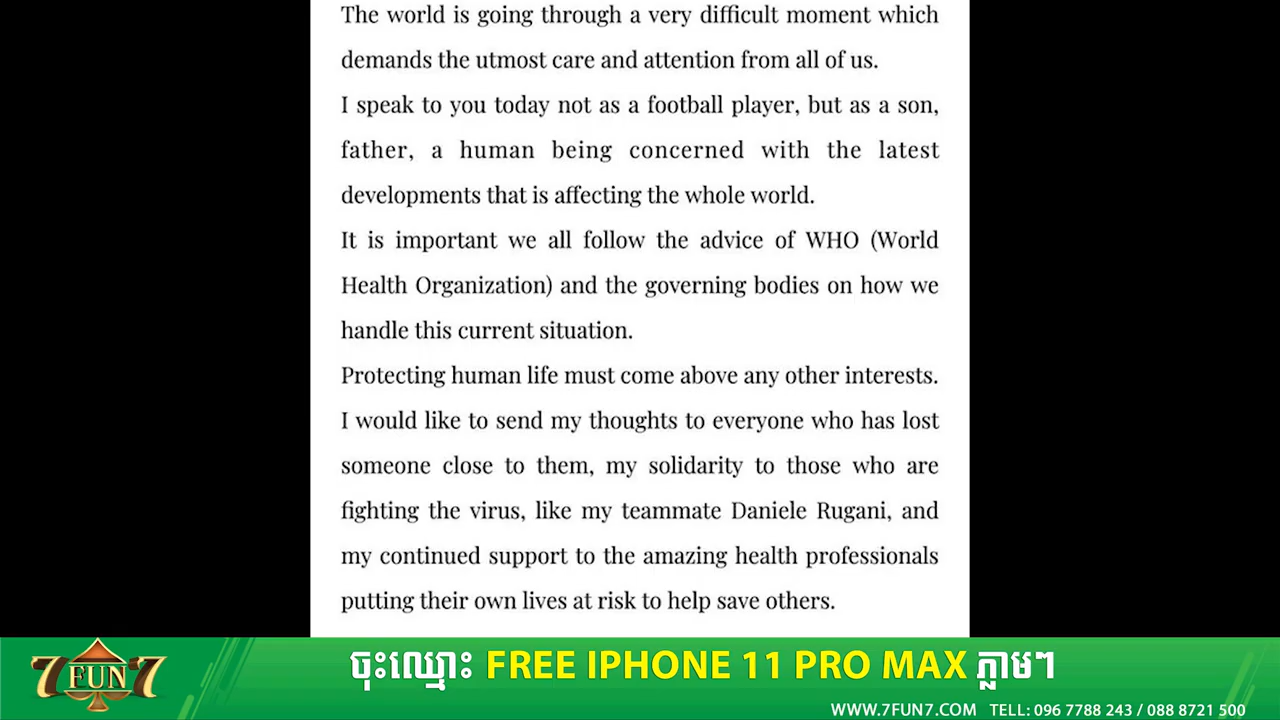 The world is going through a very difficult moment which
demands the utmost care and attention from all of us.
I speak to you today not as a football player, but as a son,
father, a human being concerned with the latest
developments that is affecting the whole world.
It is important we all follow the advice of WHO (World
Health Organization) and the governing bodies on how we
handle this current situation.
Protecting human life must come above any other interests.
I would like to send my thoughts to everyone who has lost
someone close to them, my solidarity to those who are
fighting the virus, like my teammate Daniele Rugani, and
my continued support to the amazing health professionals
putting their own lives at risk to help save others.
7FUN7
ចុះឈ្មោះ FREE IPHONE 11 PRO MAX ភ្លាមៗ
WWW.7FUN7.COM TELL: 096 7788 243 / 088 8721 500